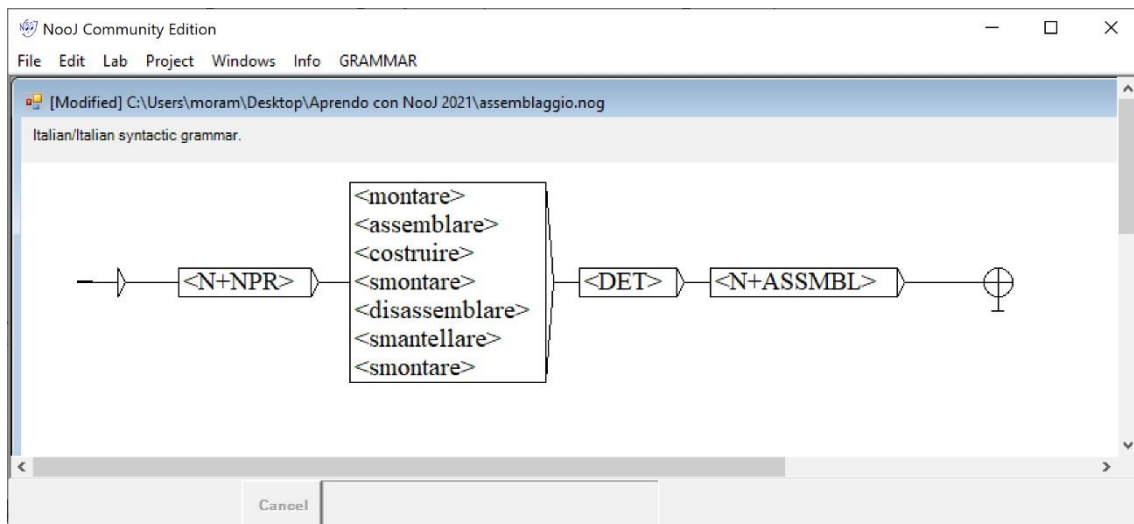 NooJ Community Edition
File Edit Lab Project Windows Info GRAMMAR
[Modified] C:\Users\moram\Desktop\Aprendo con NooJ 2021\assemblaggio.nog
Italian/Italian syntactic grammar.
<N+NPR>
<montare>
<assemblare>
<costruire>
<smontare>
<disassemblare>
<smantellare>
<smontare>
<DET>
<N+ASSMBL>
Cancel